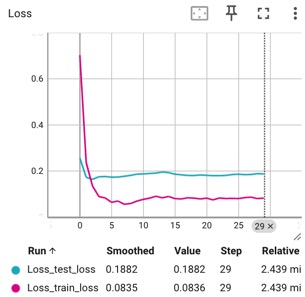 Loss
0.6
0.4
0.2
0 5 10 15 20 25 29 ×
Run ↑ Smoothed Value Step Relative
Loss_test_loss 0.1882 0.1882 29 2.439 mi
Loss_train_loss 0.0835 0.0836 29 2.439 mi